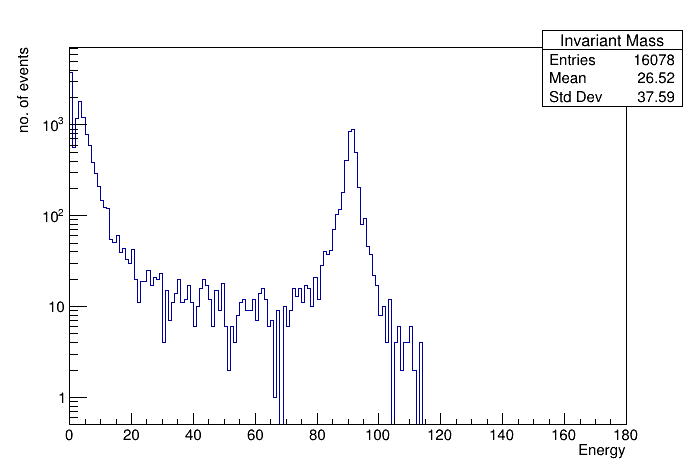 Invariant Mass
Entries 16078
Mean 26.52
Std Dev 37.59
no. of events
10³
10²
10
1
0 20 40 60 80 100 120 140 160 180
Energy